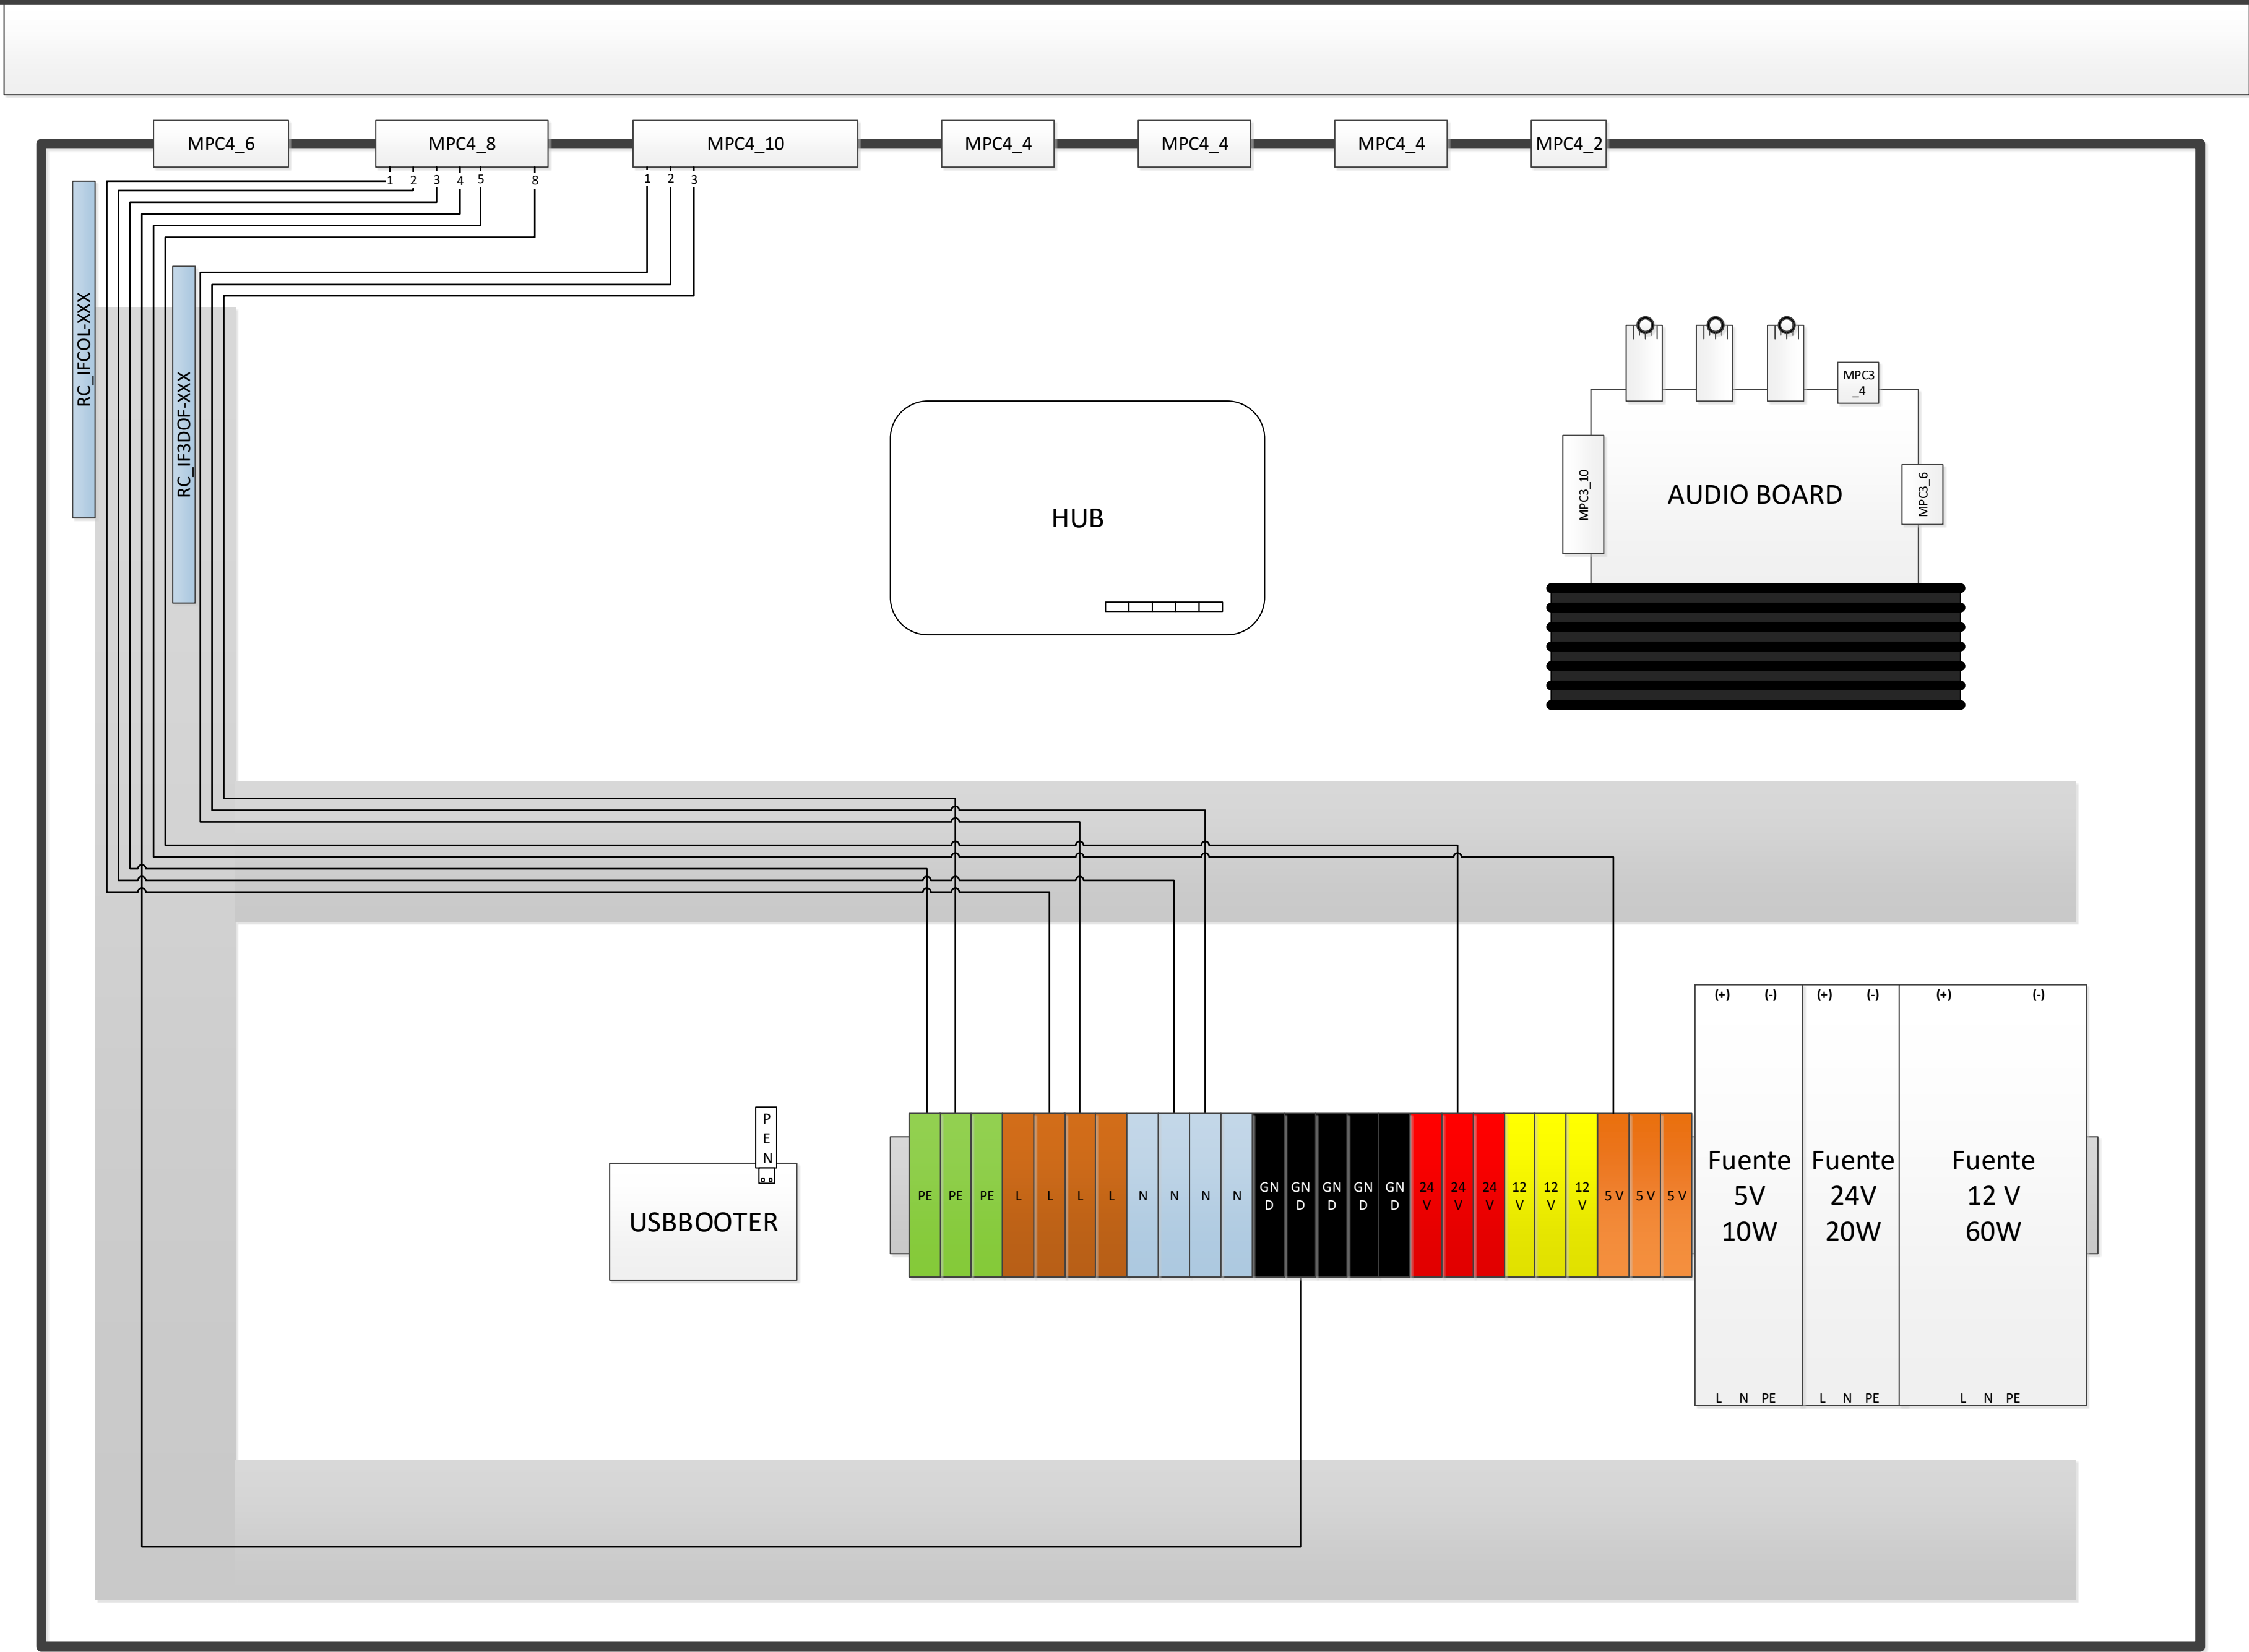 MPC4_6
MPC4_8
MPC4_10
MPC4_4
MPC4_4
MPC4_4
MPC4_2
1 2 3 4 5 8
1 2 3
RC_IFCOL-XXX
RC_IF3DOF-XXX
HUB
MPC3
_4
MPC3_10
AUDIO BOARD
MPC3_6
P
E
N
USBBOOTER
PE PE PE L L L L N N N N
GN
D
GN
D
GN
D
GN
D
GN
D
24
V
24
V
24
V
12
V
12
V
12
V
5 V 5 V 5 V
(+) (-)
Fuente
5V
10W
L N PE
(+) (-)
Fuente
24V
20W
L N PE
(+) (-)
Fuente
12 V
60W
L N PE